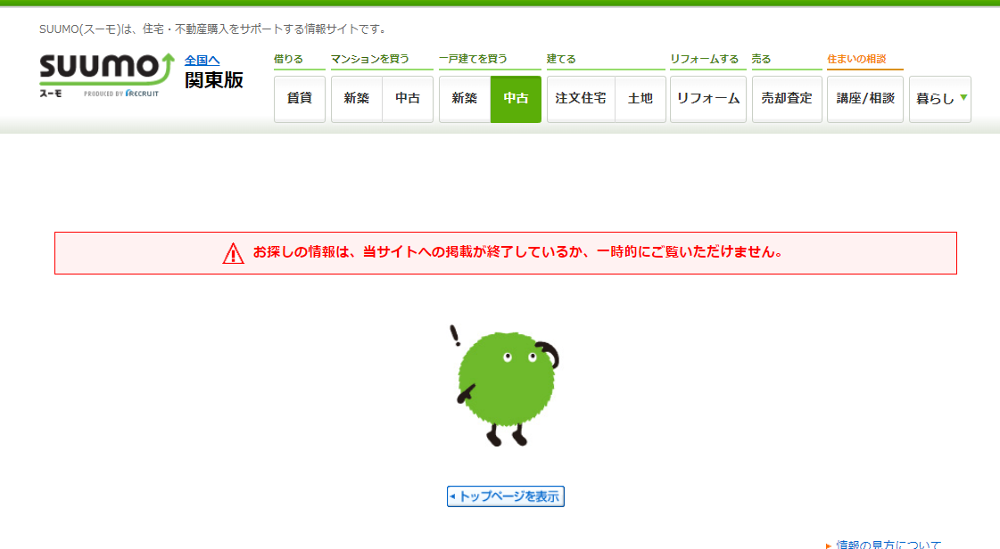 SUUMO(スーモ)は、住宅・不動産購入をサポートする情報サイトです。
SUUMO
スーモ
PRODUCED BY RECRUIT
全国へ
関東版
借りる
マンションを買う
一戸建てを買う
建てる
リフォームする
売る
住まいの相談
賃貸
新築
中古
新築
中古
注文住宅
土地
リフォーム
売却査定
講座/相談
暮らし
お探しの情報は、当サイトへの掲載が終了しているか、一時的にご覧いただけません。
トップページを表示
情報の見方について